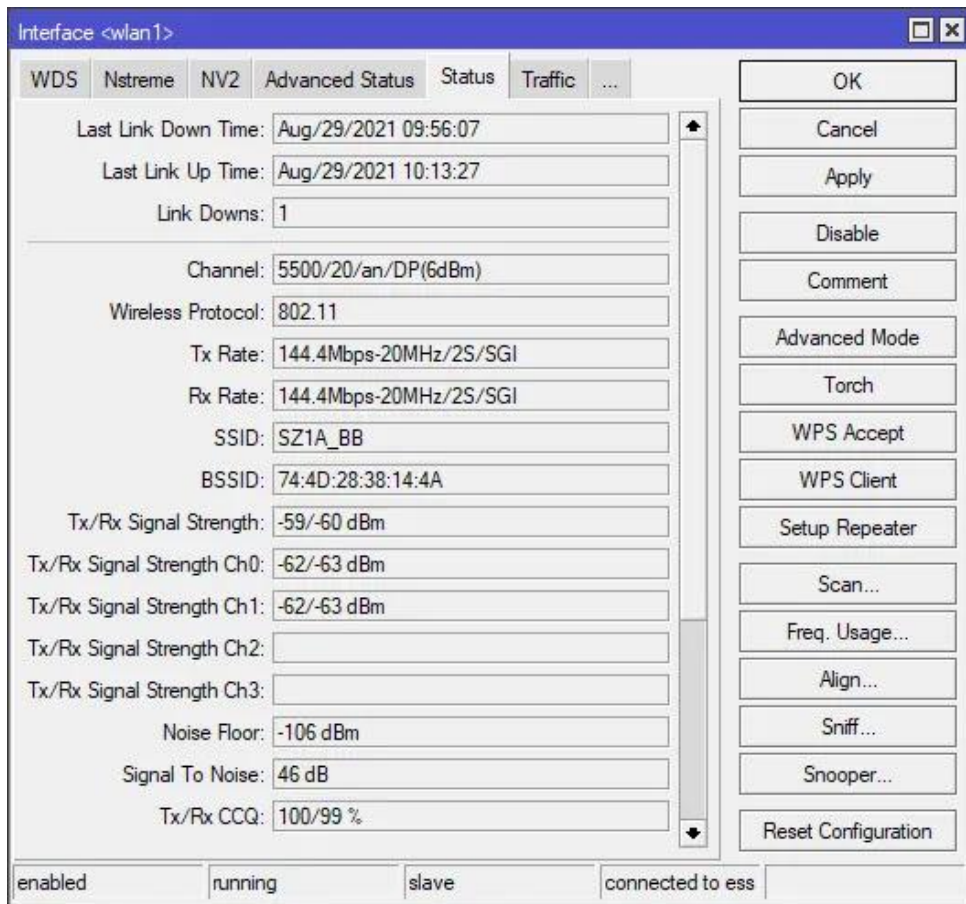 Interface <wlan1>
WDS Nstreme NV2 Advanced Status Status Traffic ...
Last Link Down Time: Aug/29/2021 09:56:07
Last Link Up Time: Aug/29/2021 10:13:27
Link Downs: 1
Channel: 5500/20/an/DP(6dBm)
Wireless Protocol: 802.11
Tx Rate: 144.4Mbps-20MHz/2S/SGI
Rx Rate: 144.4Mbps-20MHz/2S/SGI
SSID: SZ1A_BB
BSSID: 74:4D:28:38:14:4A
Tx/Rx Signal Strength: -59/-60 dBm
Tx/Rx Signal Strength Ch0: -62/-63 dBm
Tx/Rx Signal Strength Ch1: -62/-63 dBm
Tx/Rx Signal Strength Ch2:
Tx/Rx Signal Strength Ch3:
Noise Floor: -106 dBm
Signal To Noise: 46 dB
Tx/Rx CCQ: 100/99 %
OK
Cancel
Apply
Disable
Comment
Advanced Mode
Torch
WPS Accept
WPS Client
Setup Repeater
Scan...
Freq. Usage...
Align...
Sniff...
Snooper...
Reset Configuration
enabled running slave connected to ess